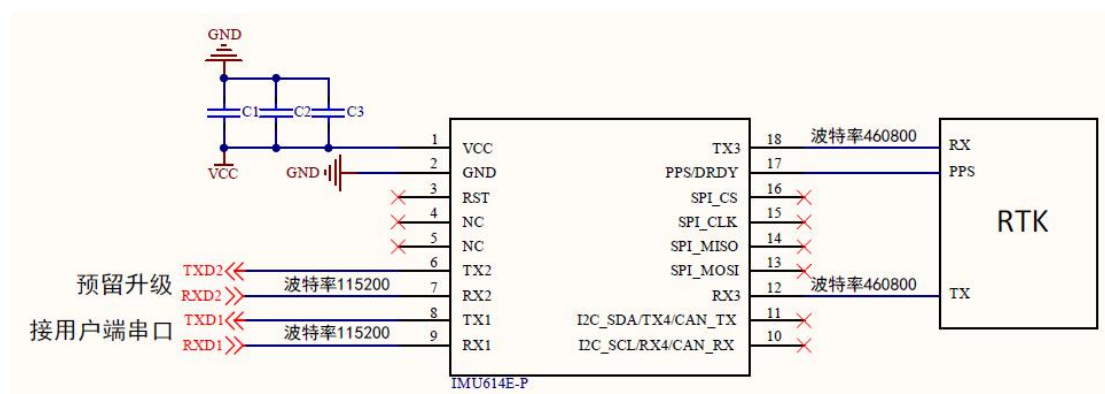 GND
C1
C2
C3
VCC
GND
预留升级
接用户端串口
TXD2
RXD2
TXD1
RXD1
波特率115200
波特率115200
1
2
3
4
5
6
7
8
9
VCC
GND
RST
NC
NC
TX2
RX2
TX1
RX1
IMU614E-P
TX3
PPS/DRDY
SPI_CS
SPI_CLK
SPI_MISO
SPI_MOSI
RX3
I2C_SDA/TX4/CAN_TX
I2C_SCL/RX4/CAN_RX
18
17
16
15
14
13
12
11
10
波特率460800
波特率460800
RX
PPS
RTK
TX